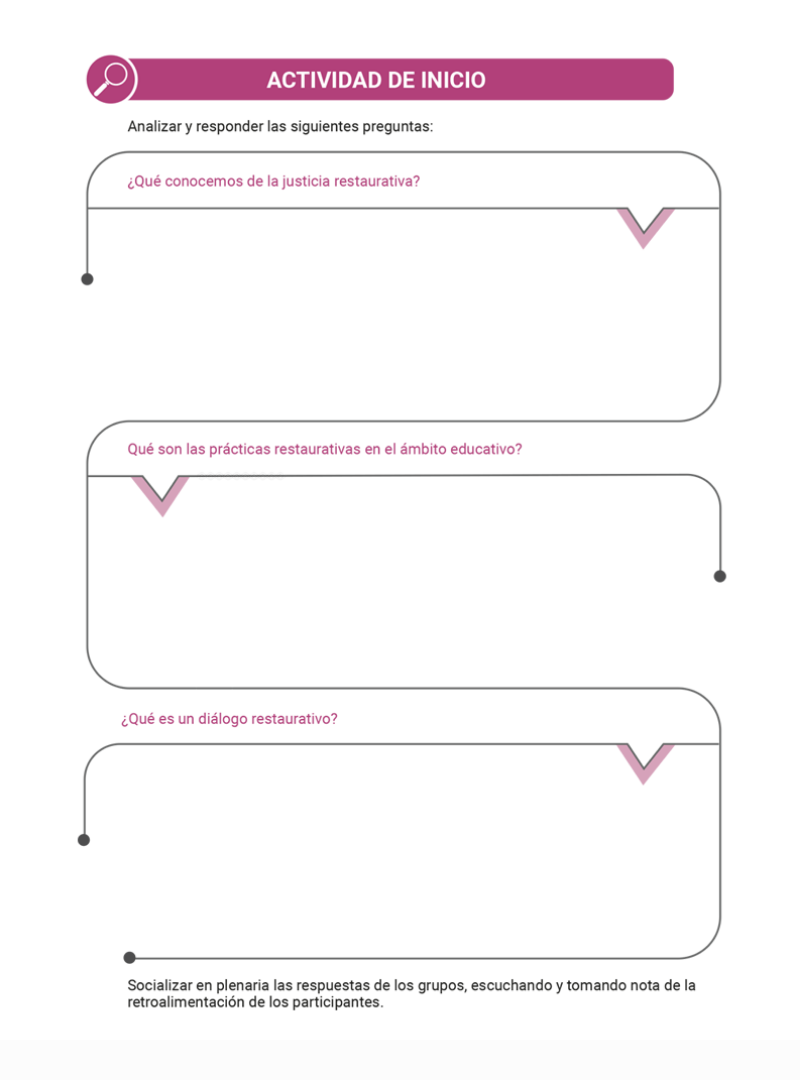 ACTIVIDAD DE INICIO
Analizar y responder las siguientes preguntas:
¿Qué conocemos de la justicia restaurativa?
Qué son las prácticas restaurativas en el ámbito educativo?
¿Qué es un diálogo restaurativo?
Socializar en plenaria las respuestas de los grupos, escuchando y tomando nota de la
retroalimentación de los participantes.